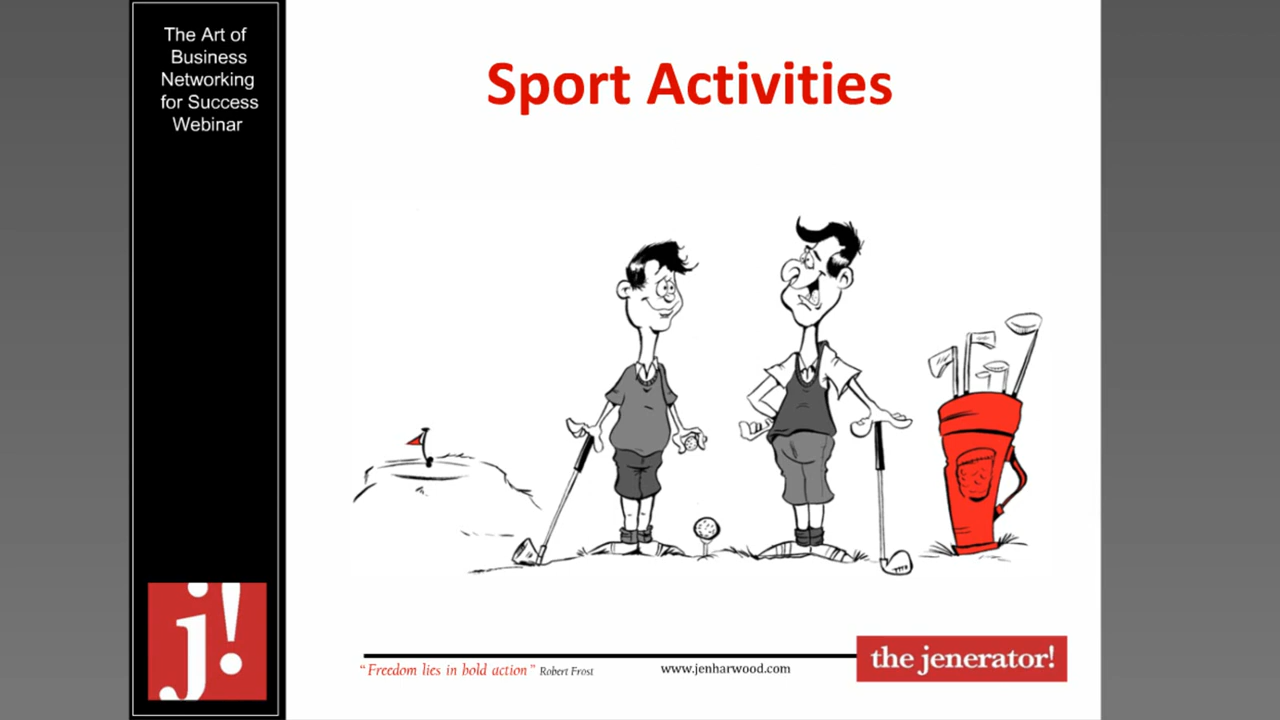 The Art of
Business
Networking
for Success
Webinar
Sport Activities
j!
"Freedom lies in bold action" Robert Frost
www.jenharwood.com
the jenerator!